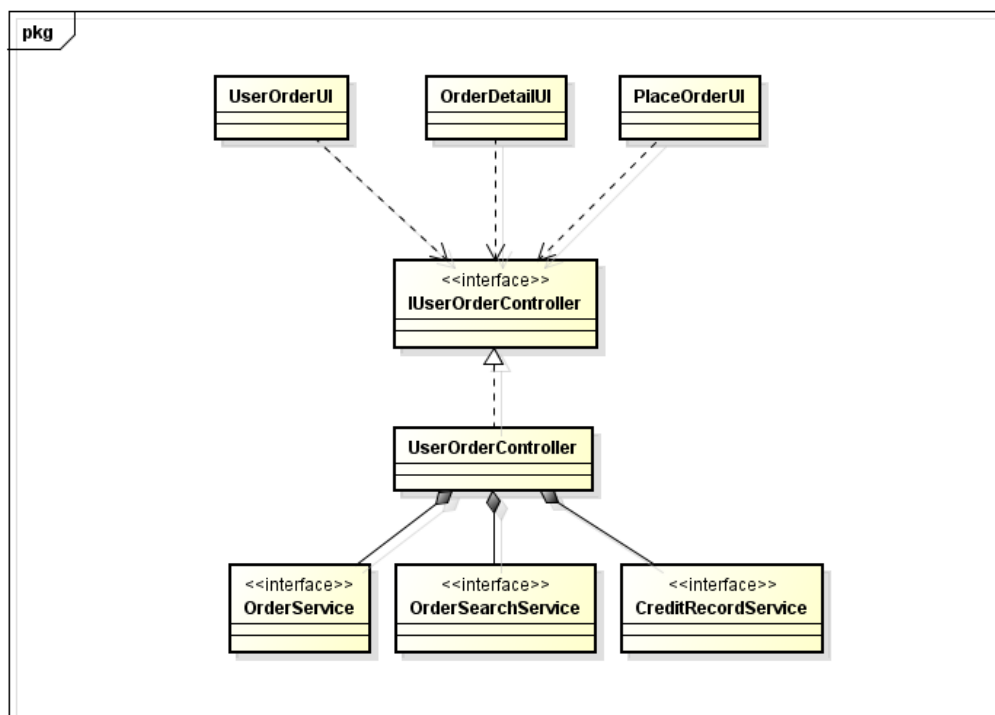 pkg
UserOrderUI
OrderDetailUI
PlaceOrderUI
<<interface>>
IUserOrderController
UserOrderController
<<interface>>
OrderService
<<interface>>
OrderSearchService
<<interface>>
CreditRecordService